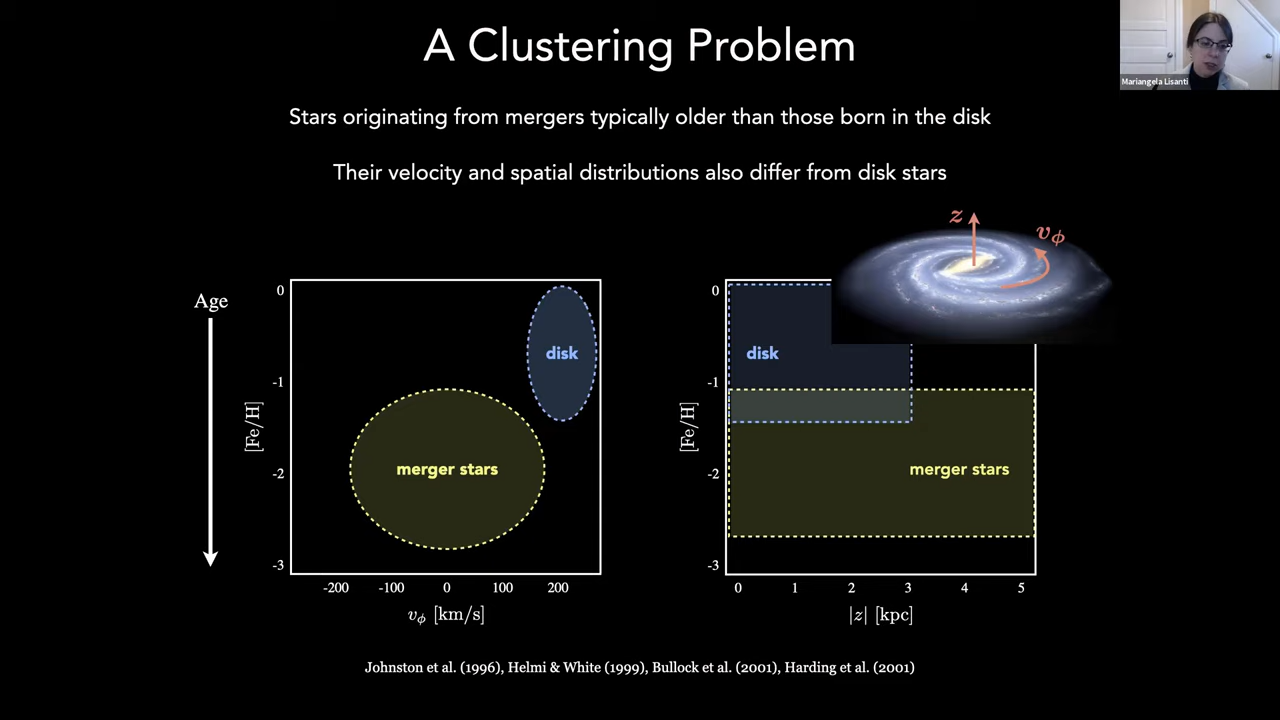 A Clustering Problem
Mariangela Lisanti
Stars originating from mergers typically older than those born in the disk
Their velocity and spatial distributions also differ from disk stars
z
vϕ
Age
0
-1
-2
-3
[Fe/H]
disk
merger stars
-200 -100 0 100 200
vϕ [km/s]
0
-1
-2
-3
[Fe/H]
disk
merger stars
0 1 2 3 4 5
|z| [kpc]
Johnston et al. (1996), Helmi & White (1999), Bullock et al. (2001), Harding et al. (2001)